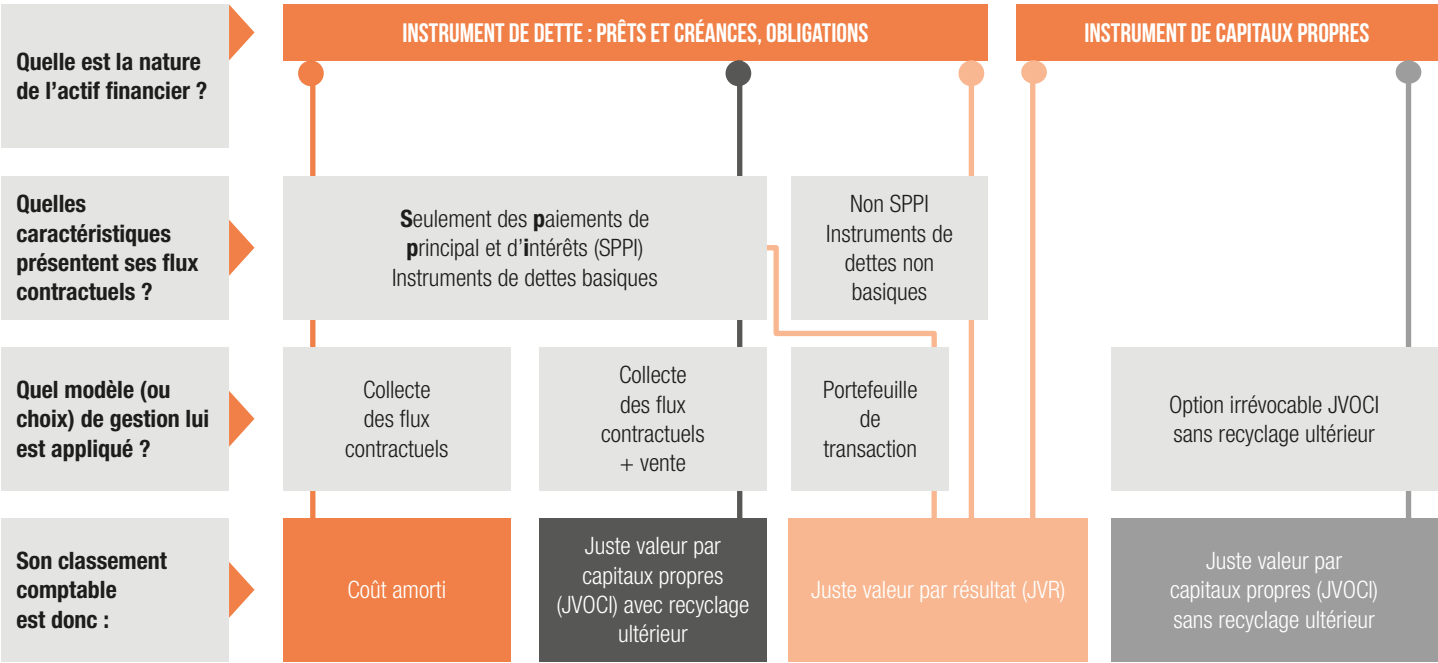 Quelle est la nature
de l'actif financier ?
INSTRUMENT DE DETTE : PRÊTS ET CRÉANCES, OBLIGATIONS
INSTRUMENT DE CAPITAUX PROPRES
Quelles
caractéristiques
présentent ses flux
contractuels ?
Seulement des paiements de
principal et d'intérêts (SPPI)
Instruments de dettes basiques
Non SPPI
Instruments de
dettes non
basiques
Quel modèle (ou
choix) de gestion lui
est appliqué ?
Collecte
des flux
contractuels
Collecte
des flux
contractuels
+ vente
Portefeuille
de
transaction
Option irrévocable JVOCI
sans recyclage ultérieur
Son classement
comptable
est donc :
Coût amorti
Juste valeur par
capitaux propres
(JVOCI) avec recyclage
ultérieur
Juste valeur par résultat (JVR)
Juste valeur par
capitaux propres (JVOCI)
sans recyclage ultérieur